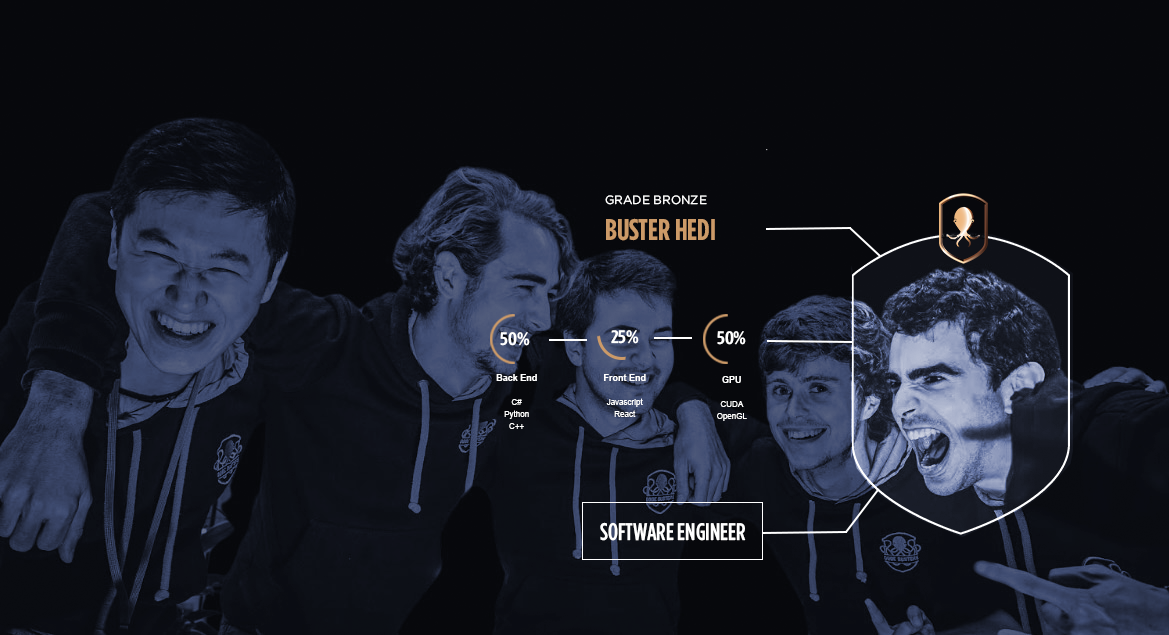 GRADE BRONZE
BUSTER HEDI
50%
Back End
C#
Python
C++
25%
Front End
Javascript
React
50%
GPU
CUDA
OpenGL
SOFTWARE ENGINEER